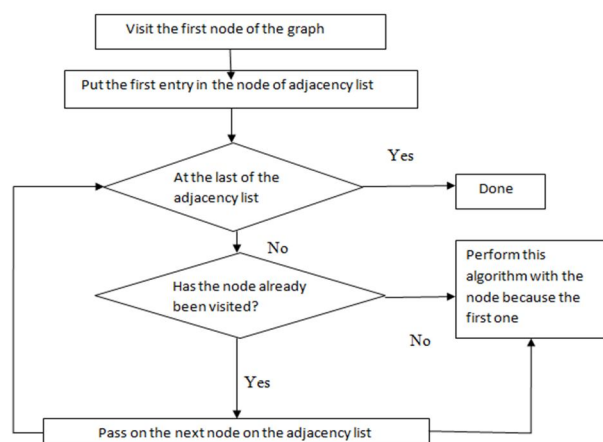 Visit the first node of the graph
Put the first entry in the node of adjacency list
At the last of the
adjacency list
Yes
Done
No
Has the node already
been visited?
Perform this
algorithm with the
node because the
first one
No
Yes
Pass on the next node on the adjacency list